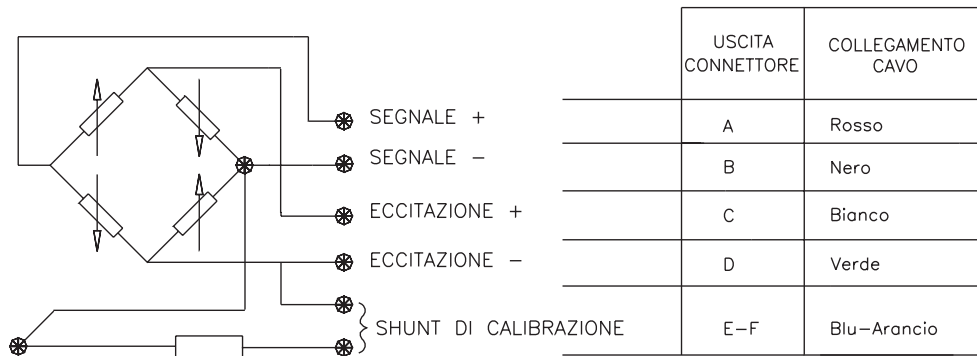 USCITA CONNETTORE
COLLEGAMENTO CAVO
SEGNALE + A Rosso
SEGNALE - B Nero
ECCITAZIONE + C Bianco
ECCITAZIONE - D Verde
SHUNT DI CALIBRAZIONE E-F Blu-Arancio